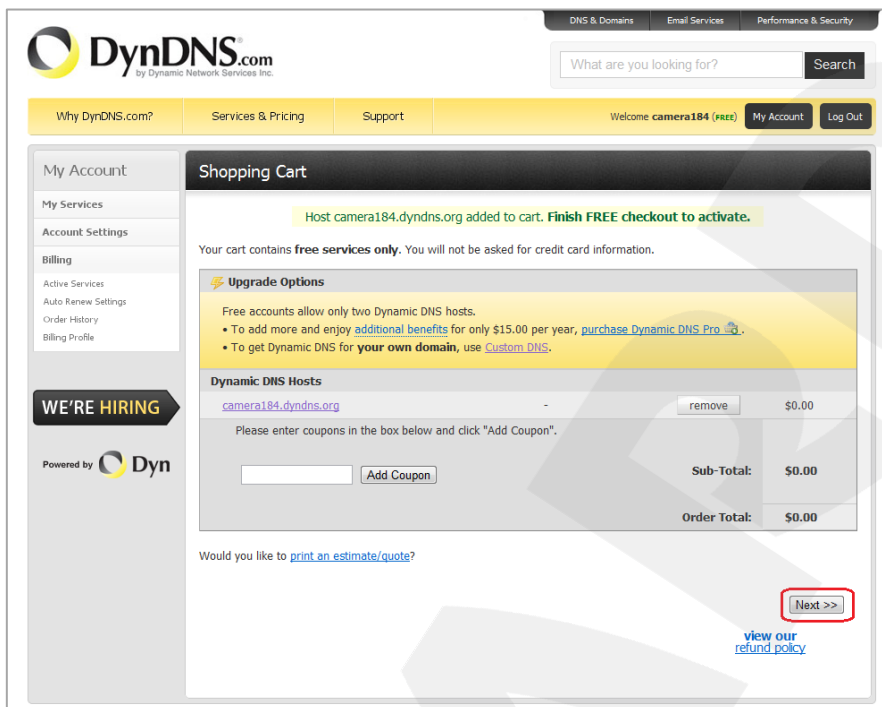 DNS & Domains Email Services Performance & Security
DynDNS.com
by Dynamic Network Services Inc.
What are you looking for? Search
Why DynDNS.com? Services & Pricing Support Welcome camera184 (FREE) My Account Log Out
My Account
My Services
Account Settings
Billing
Active Services
Auto Renew Settings
Order History
Billing Profile
WE'RE HIRING
Powered by Dyn
Shopping Cart
Host camera184.dyndns.org added to cart. Finish FREE checkout to activate.
Your cart contains free services only. You will not be asked for credit card information.
Upgrade Options
Free accounts allow only two Dynamic DNS hosts.
• To add more and enjoy additional benefits for only $15.00 per year, purchase Dynamic DNS Pro .
• To get Dynamic DNS for your own domain, use Custom DNS.
Dynamic DNS Hosts
camera184.dyndns.org - remove $0.00
Please enter coupons in the box below and click "Add Coupon".
Add Coupon Sub-Total: $0.00
Order Total: $0.00
Would you like to print an estimate/quote?
Next >>
view our
refund policy